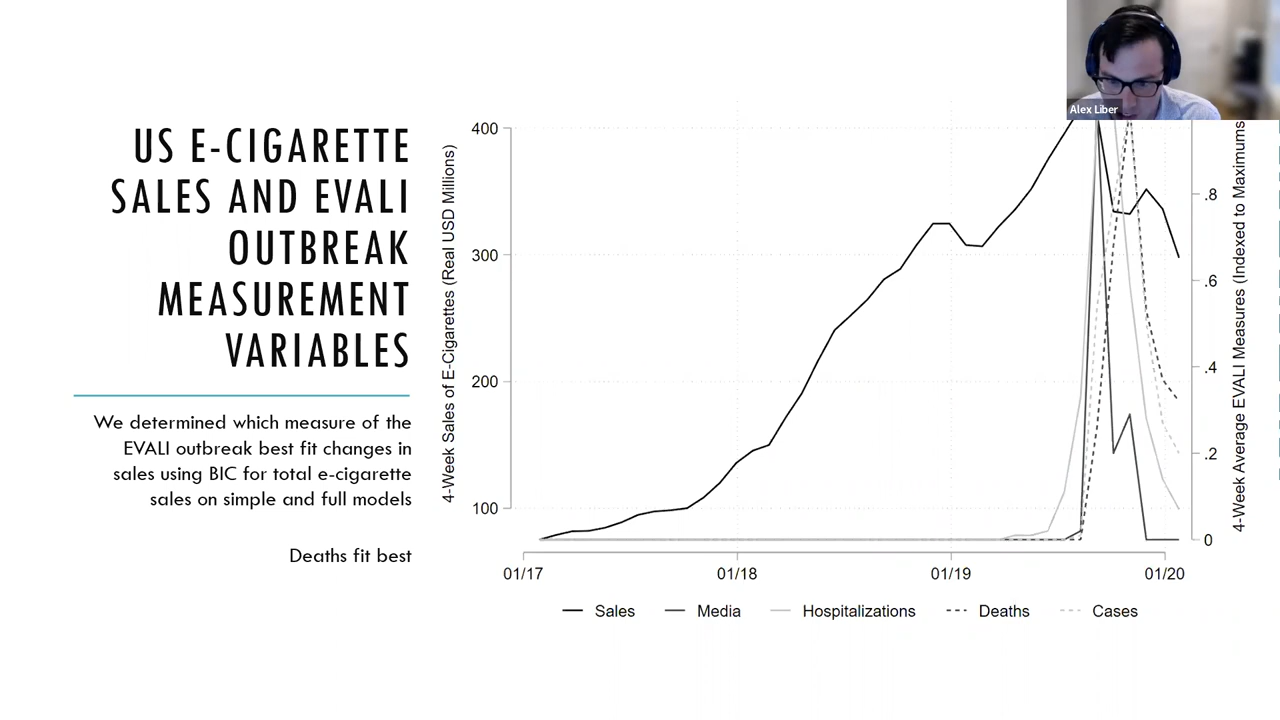 US E-CIGARETTE
SALES AND EVALI
OUTBREAK
MEASUREMENT
VARIABLES
We determined which measure of the
EVALI outbreak best fit changes in
sales using BIC for total e-cigarette
sales on simple and full models
Deaths fit best
4-Week Sales of E-Cigarettes (Real USD Millions)
400
300
200
100
01/17
01/18
01/19
01/20
.8
.6
.4
.2
0
4-Week Average EVALI Measures (Indexed to Maximums
Sales
Media
Hospitalizations
Deaths
Cases
Alex Liber